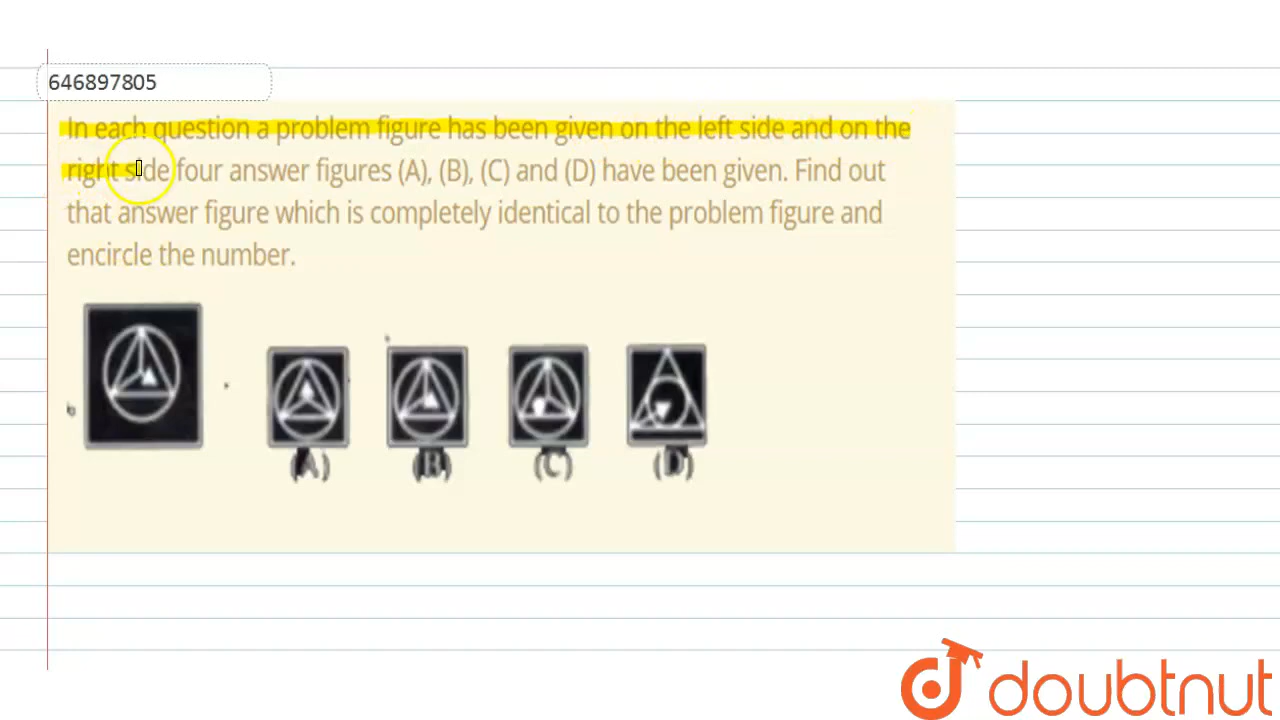 646897805
In each question a problem figure has been given on the left side and on the
right side four answer figures (A), (B), (C) and (D) have been given. Find out
that answer figure which is completely identical to the problem figure and
encircle the number.
(A) (B) (C) (D)
doubtnut